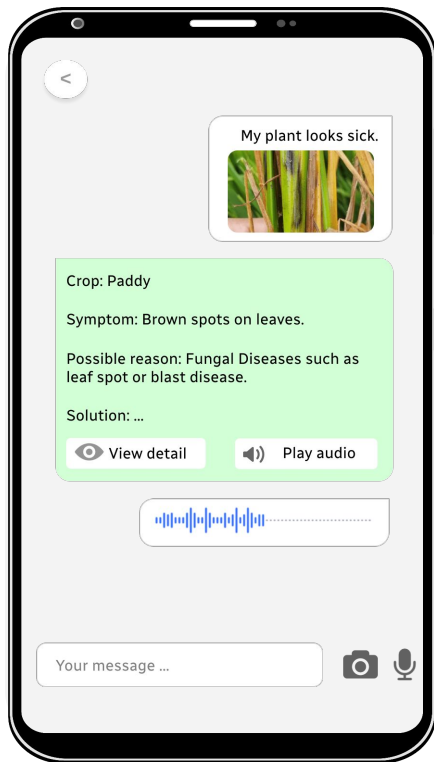 <
My plant looks sick.
Crop: Paddy
Symptom: Brown spots on leaves.
Possible reason: Fungal Diseases such as
leaf spot or blast disease.
Solution: ...
View detail
Play audio
Your message ...